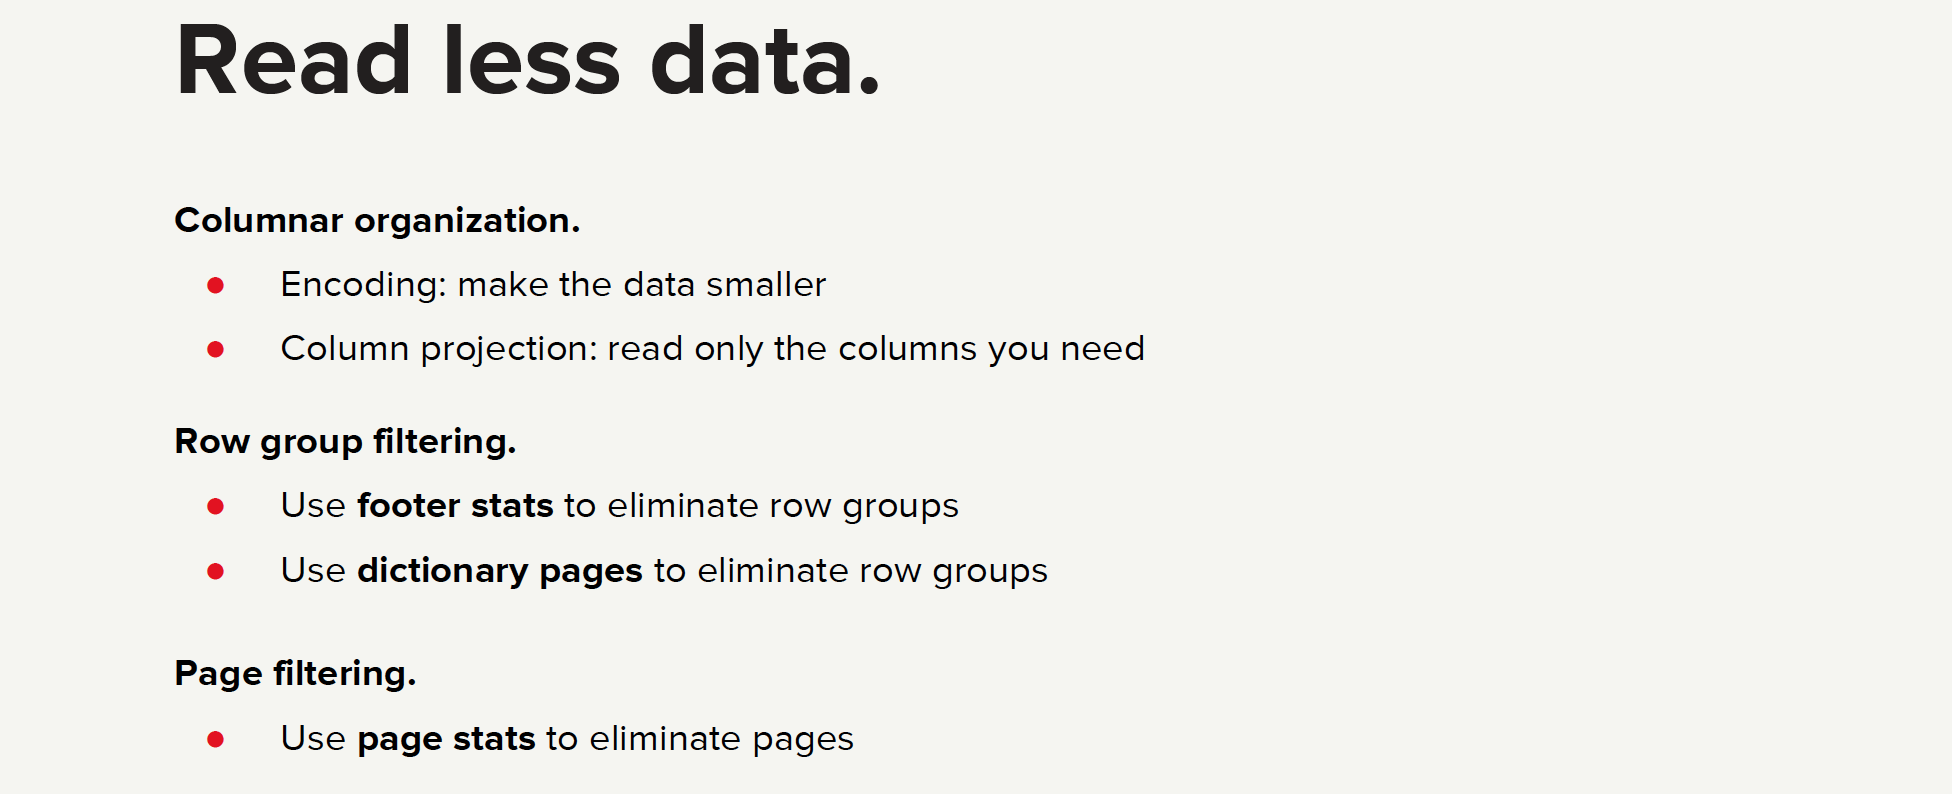 Read less data.
Columnar organization.
● Encoding: make the data smaller
● Column projection: read only the columns you need
Row group filtering.
● Use footer stats to eliminate row groups
● Use dictionary pages to eliminate row groups
Page filtering.
● Use page stats to eliminate pages